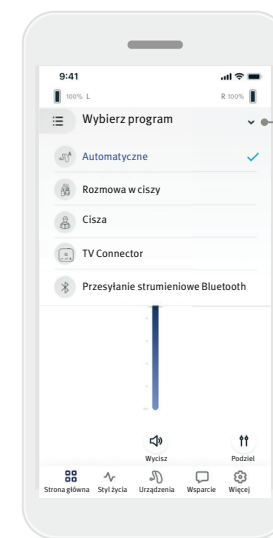 9:41
100% L R 100%
Wybierz program
Automatyczne
Rozmowa w ciszy
Cisza
TV Connector
Przesyłanie strumieniowe Bluetooth
Wycisz Podziel
Strona główna Styl życia Urządzenia Wsparcie Więcej